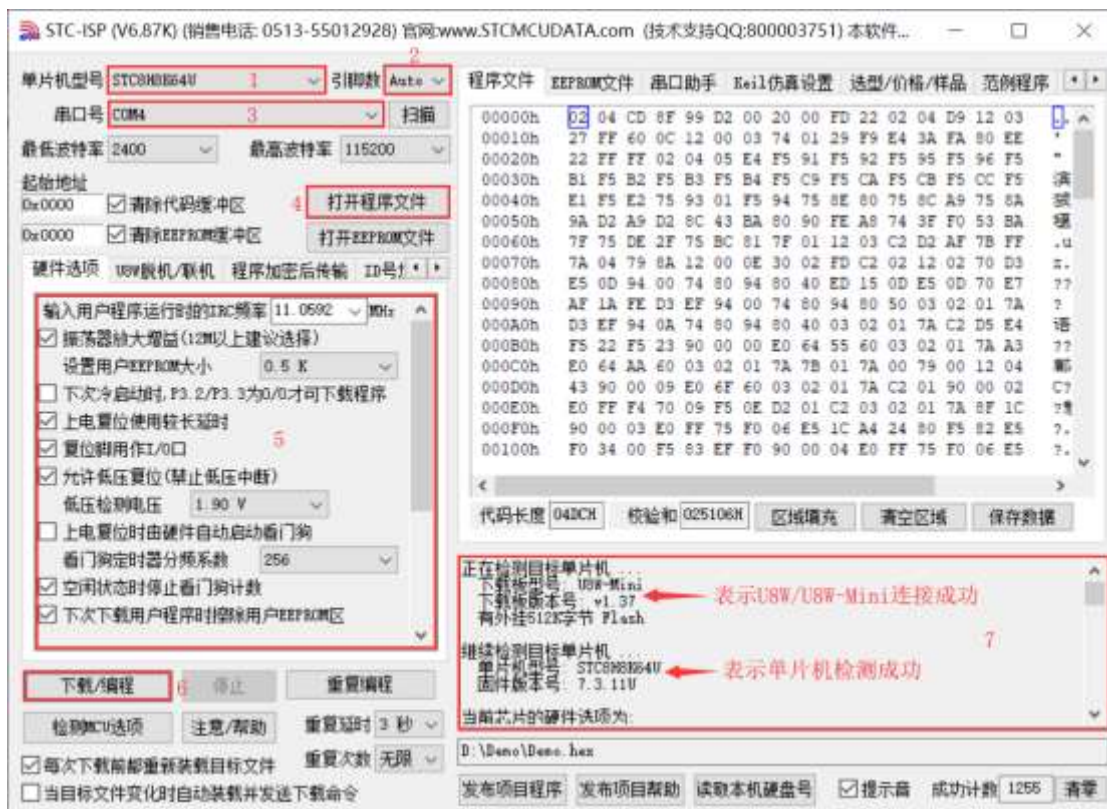 STC-ISP (V6.87K) (销售电话: 0513-55012928) 官网:www.STCMCUDATA.com (技术支持QQ:800003751) 本软件...
单片机型号 STC8H8K64U 1 引脚数 Auto 2
串口号 COM4 3 扫描
最低波特率 2400 最高波特率 115200
起始地址
0x0000 清除代码缓冲区 4 打开程序文件
0x0000 清除EEPROM缓冲区 打开EEPROM文件
硬件选项 U8W脱机/联机 程序加密后传输 ID号
输入用户程序运行时的IRC频率 11.0592 MHz
振荡器放大增益(12M以上建议选择)
设置用户EEPROM大小 0.5 K
下次冷启动时,P3.2/P3.3为0/0才可下载程序
上电复位使用较长延时
5
复位脚用作I/O口
允许低压复位(禁止低压中断)
低压检测电压 1.90 V
上电复位时由硬件自动启动看门狗
看门狗定时器分频系数 256
空闲状态时停止看门狗计数
下次下载用户程序时擦除用户EEPROM区
下载/编程 6 停止 重复编程
检测MCU选项 注意/帮助 重复延时 3 秒
每次下载前都重新装载目标文件 重复次数 无限
当目标文件变化时自动装载并发送下载命令
程序文件 EEPROM文件 串口助手 Keil仿真设置 选型/价格/样品 范例程序
00000h 02 04 CD 8F 99 D2 00 20 00 FD 22 02 04 D9 12 03
00010h 27 FF 60 0C 12 00 03 74 01 29 F9 E4 3A FA 80 EE
00020h 22 FF FF 02 04 05 E4 F5 91 F5 92 F5 95 F5 96 F5
00030h B1 F5 B2 F5 B3 F5 B4 F5 C9 F5 CA F5 CB F5 CC F5
00040h E1 F5 E2 75 93 01 F5 94 75 8E 80 75 8C A9 75 8A
00050h 9A D2 A9 D2 8C 43 BA 80 90 FE A8 74 3F F0 53 BA
00060h 7F 75 DE 2F 75 BC 81 7F 01 12 03 C2 D2 AF 7B FF
00070h 7A 04 79 8A 12 00 0E 30 02 FD C2 02 12 02 70 D3
00080h E5 0D 94 00 74 80 94 80 40 ED 15 0D E5 0D 70 E7
00090h AF 1A FE D3 EF 94 00 74 80 94 80 50 03 02 01 7A
000A0h D3 EF 94 0A 74 80 94 80 40 03 02 01 7A C2 D5 E4
000B0h F5 22 F5 23 90 00 00 E0 64 55 60 03 02 01 7A A3
000C0h E0 64 AA 60 03 02 01 7A 7B 01 7A 00 79 00 12 04
000D0h 43 90 00 09 E0 6F 60 03 02 01 7A C2 01 90 00 02
000E0h E0 FF F4 70 09 F5 0E D2 01 C2 03 02 01 7A 8F 1C
000F0h 90 00 03 E0 FF 75 F0 06 E5 1C A4 24 80 F5 82 E5
00100h F0 34 00 F5 83 EF F0 90 00 04 E0 FF 75 F0 06 E5
代码长度 04DCH 校验和 025106H 区域填充 清空区域 保存数据
正在检测目标单片机 ...
下载板型号: U8W-Mini
下载板版本号: v1.37 表示U8W/U8W-Mini连接成功
有外挂512K字节 Flash
7
继续检测目标单片机 ...
单片机型号: STC8H8K64U 表示单片机检测成功
固件版本号: 7.3.11U
当前芯片的硬件选项为:
D:\Demo\Demo.hex
发布项目程序 发布项目帮助 读取本机硬盘号 提示音 成功计数 1256 清零